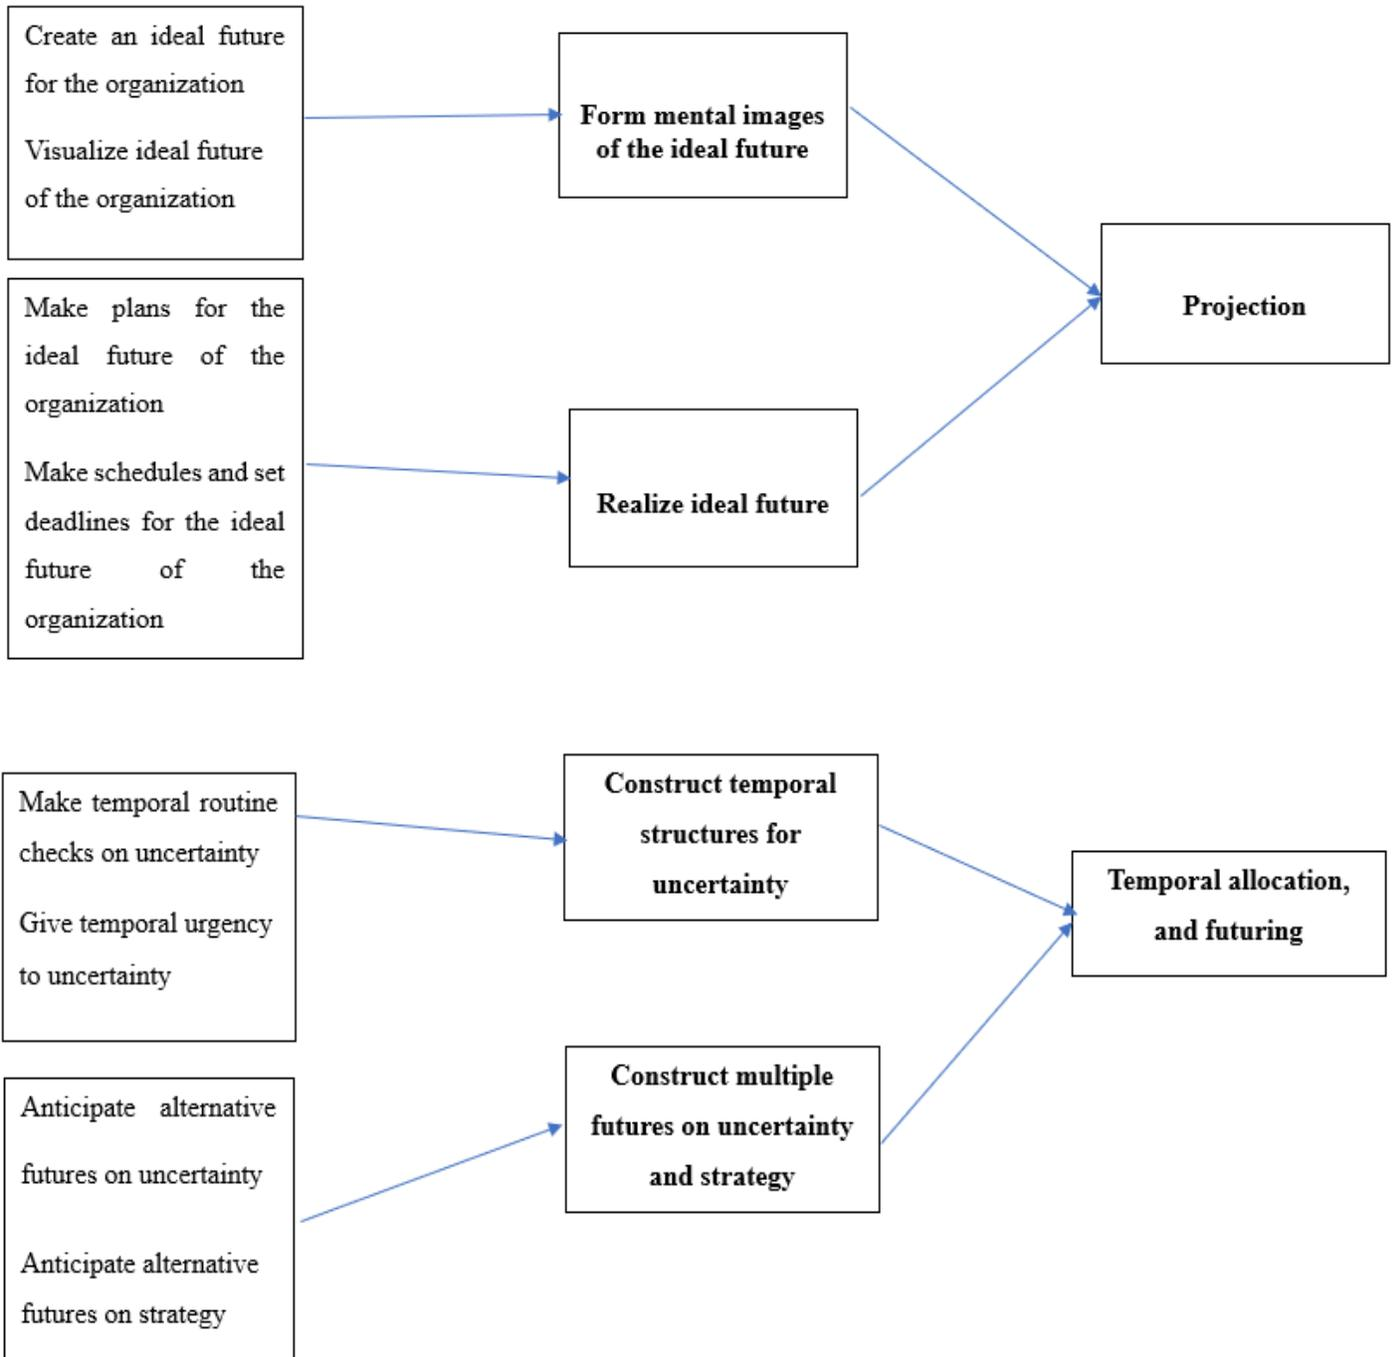 Create an ideal future
for the organization
Visualize ideal future
of the organization
Form mental images
of the ideal future
Projection
Make plans for the
ideal future of the
organization
Make schedules and set
deadlines for the ideal
future of the
organization
Realize ideal future
Make temporal routine
checks on uncertainty
Give temporal urgency
to uncertainty
Construct temporal
structures for
uncertainty
Temporal allocation,
and futuring
Anticipate alternative
futures on uncertainty
Anticipate alternative
futures on strategy
Construct multiple
futures on uncertainty
and strategy